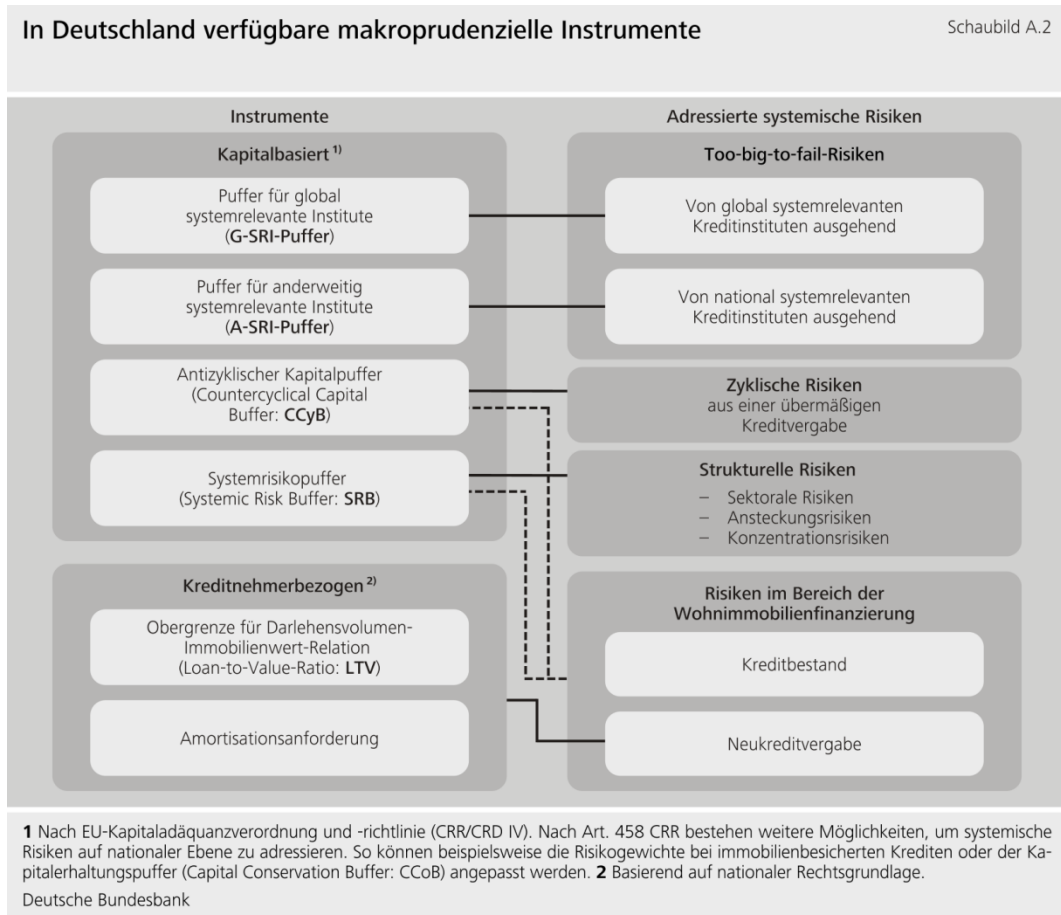 In Deutschland verfügbare makroprudenzielle Instrumente
Schaubild A.2
Instrumente
Kapitalbasiert 1)
Puffer für global
systemrelevante Institute
(G-SRI-Puffer)
Puffer für anderweitig
systemrelevante Institute
(A-SRI-Puffer)
Antizyklischer Kapitalpuffer
(Countercyclical Capital
Buffer: CCyB)
Systemrisikopuffer
(Systemic Risk Buffer: SRB)
Kreditnehmerbezogen 2)
Obergrenze für Darlehensvolumen-
Immobilienwert-Relation
(Loan-to-Value-Ratio: LTV)
Amortisationsanforderung
Adressierte systemische Risiken
Too-big-to-fail-Risiken
Von global systemrelevanten
Kreditinstituten ausgehend
Von national systemrelevanten
Kreditinstituten ausgehend
Zyklische Risiken
aus einer übermäßigen
Kreditvergabe
Strukturelle Risiken
– Sektorale Risiken
– Ansteckungsrisiken
– Konzentrationsrisiken
Risiken im Bereich der
Wohnimmobilienfinanzierung
Kreditbestand
Neukreditvergabe
1 Nach EU-Kapitaladäquanzverordnung und -richtlinie (CRR/CRD IV). Nach Art. 458 CRR bestehen weitere Möglichkeiten, um systemische
Risiken auf nationaler Ebene zu adressieren. So können beispielsweise die Risikogewichte bei immobilienbesicherten Krediten oder der Ka-
pitalerhaltungspuffer (Capital Conservation Buffer: CCoB) angepasst werden. 2 Basierend auf nationaler Rechtsgrundlage.
Deutsche Bundesbank